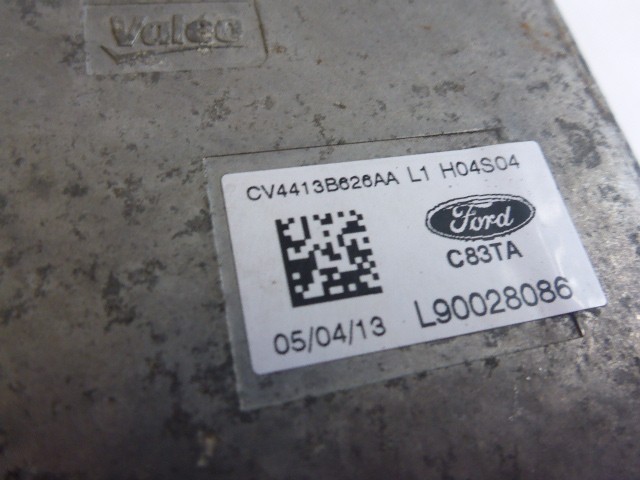 Valeo
CV4413B626AA L1 H04S04
Ford
C83TA
05/04/13 L90028086